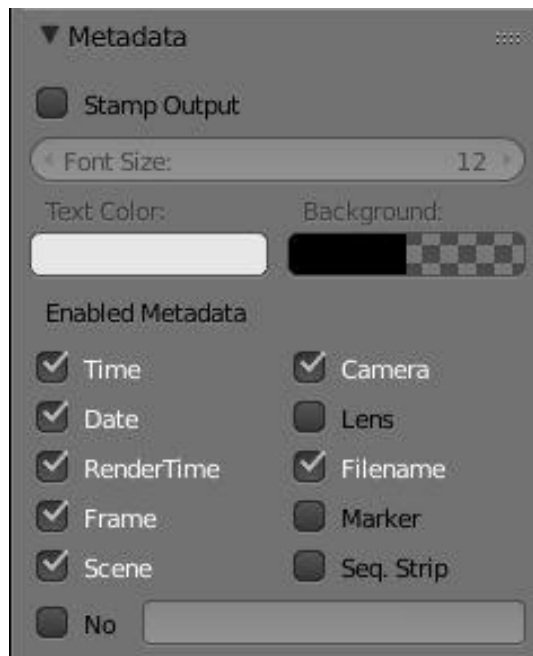 Metadata
Stamp Output
Font Size: 12
Text Color: Background:
Enabled Metadata
Time Camera
Date Lens
RenderTime Filename
Frame Marker
Scene Seq. Strip
No